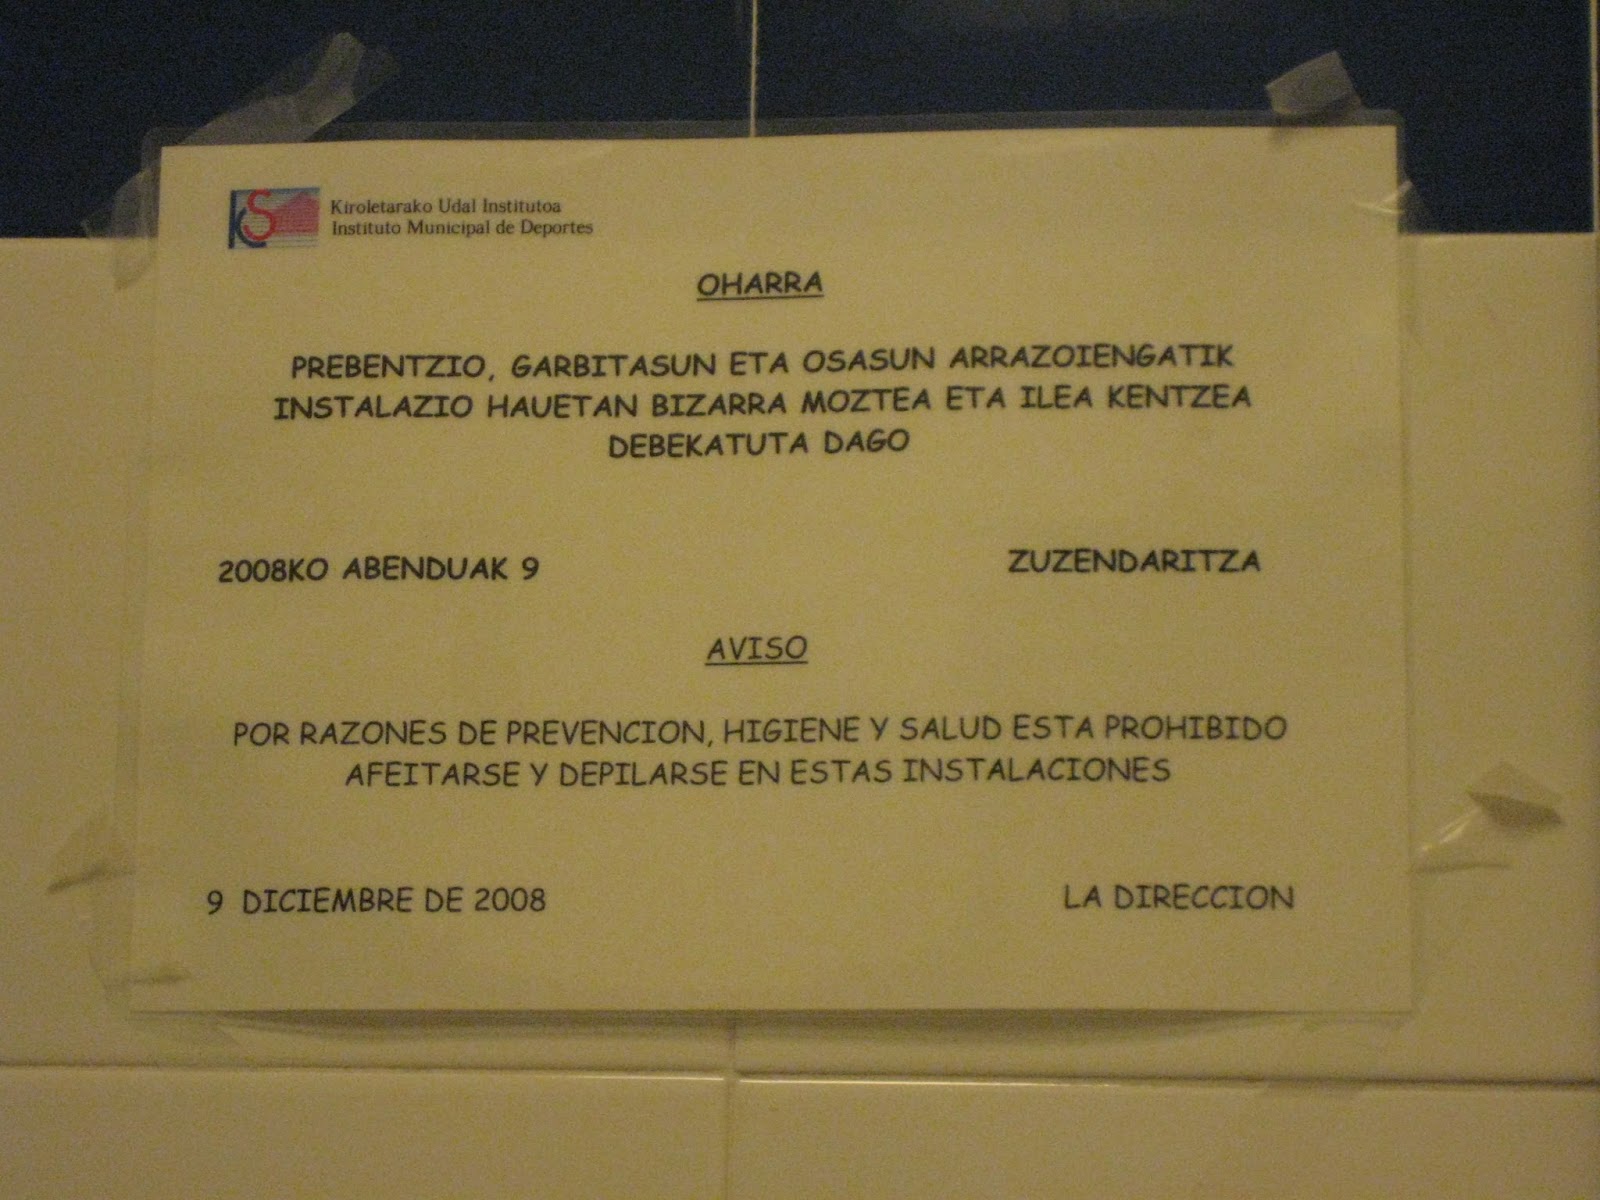 KS
Kiroletarako Udal Institutoa
Instituto Municipal de Deportes
OHARRA
PREBENTZIO, GARBITASUN ETA OSASUN ARRAZOIENGATIK
INSTALAZIO HAUETAN BIZARRA MOZTEA ETA ILEA KENTZEA
DEBEKATUTA DAGO
2008KO ABENDUAK 9 ZUZENDARITZA
AVISO
POR RAZONES DE PREVENCION, HIGIENE Y SALUD ESTA PROHIBIDO
AFEITARSE Y DEPILARSE EN ESTAS INSTALACIONES
9 DICIEMBRE DE 2008 LA DIRECCION